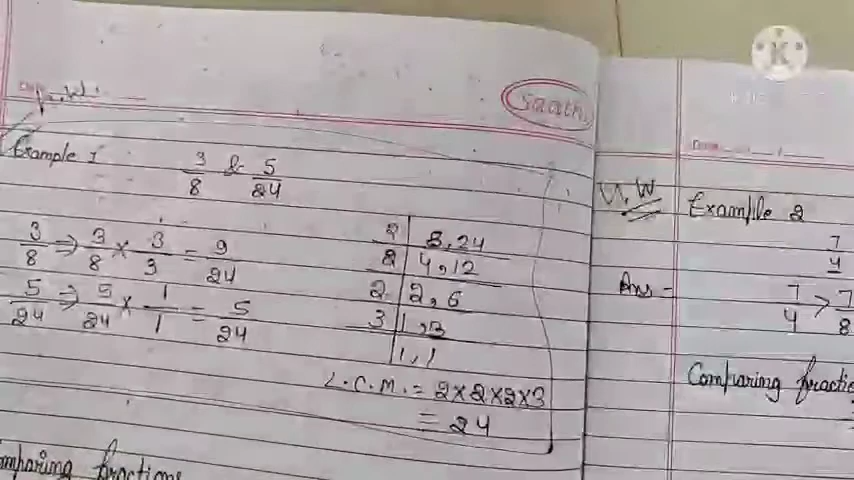 H.W.
Saathi
Example 1
3/8 & 5/24
3/8 ⇒ 3/8 × 3/3 = 9/24
5/24 ⇒ 5/24 × 1/1 = 5/24
2 | 8, 24
2 | 4, 12
2 | 2, 6
3 | 1, 3
1, 1
L.C.M. = 2×2×2×3
= 24
omparing fractions
Date
H.W
Example 2
7/4
Ans - 7/4 > 7/8
Comparing fractio
K